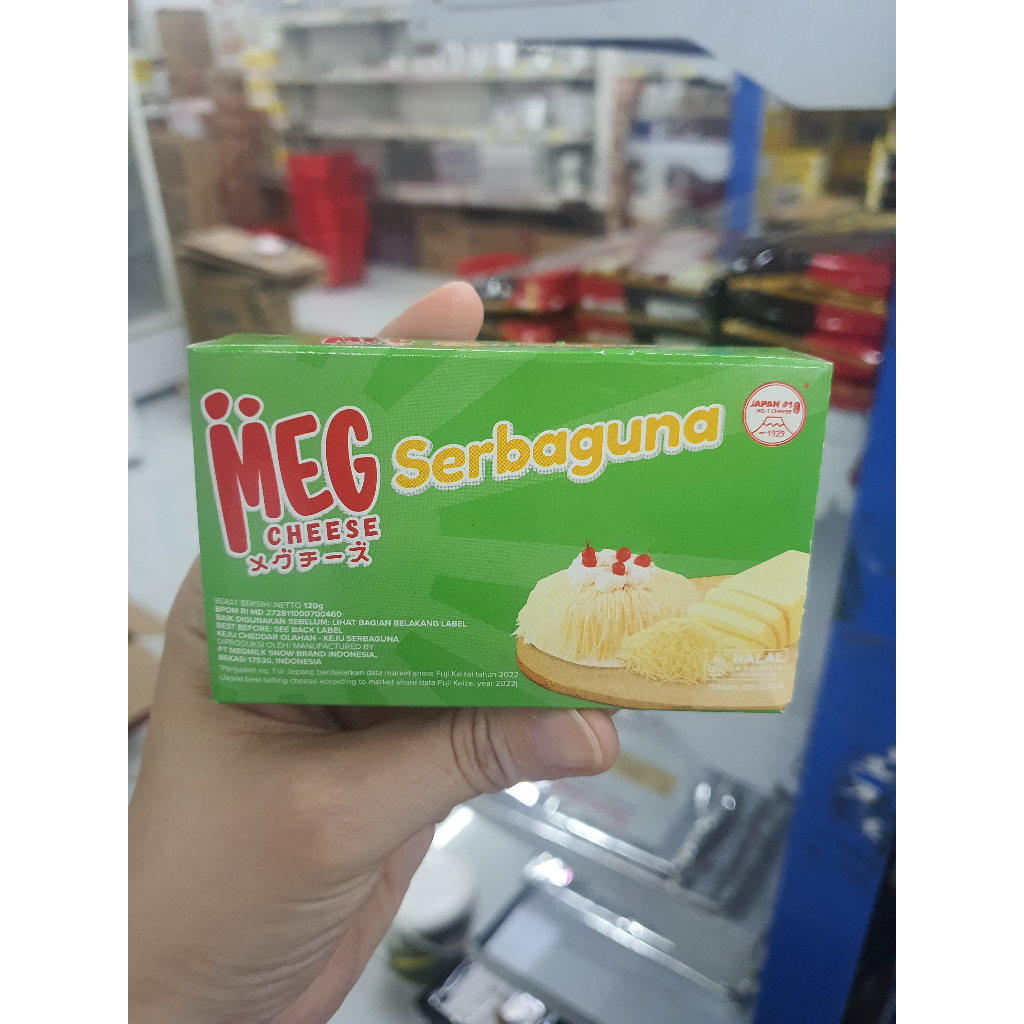 MEG
CHEESE
メグチーズ
Serbaguna
JAPAN #1
NO. 1 CHEESE
1929
BERAT BERSIH/ NETTO 120g
BPOM RI MD 272811000700460
BAIK DIGUNAKAN SEBELUM: LIHAT BAGIAN BELAKANG LABEL
BEST BEFORE: SEE BACK LABEL
KEJU CHEDDAR OLAHAN - KEJU SERBAGUNA
DIPRODUKSI OLEH/ MANUFACTURED BY
PT MEGMILK SNOW BRAND INDONESIA,
BEKASI 17530, INDONESIA
*Penjualan no. 1 di Jepang berdasarkan data market share Fuji Keizai tahun 2022
(Japan best-selling cheese according to market share data Fuji Keizai year 2022)
HALAL
INDONESIA